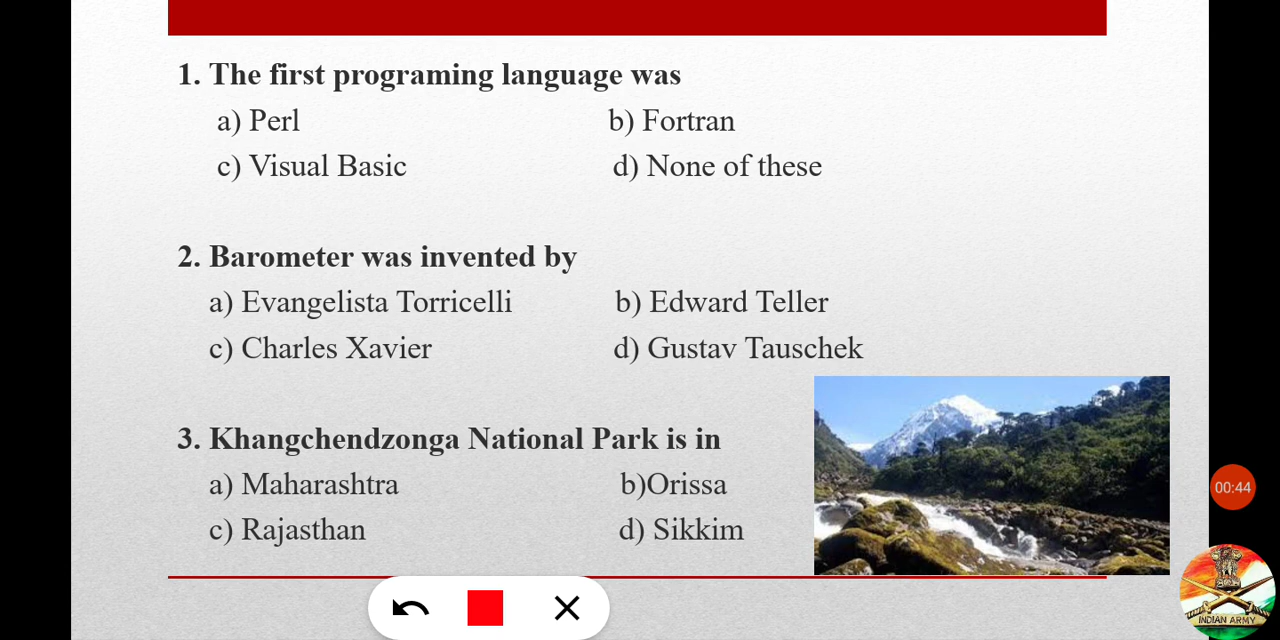 1. The first programing language was
a) Perl b) Fortran
c) Visual Basic d) None of these
2. Barometer was invented by
a) Evangelista Torricelli b) Edward Teller
c) Charles Xavier d) Gustav Tauschek
3. Khangchendzonga National Park is in
a) Maharashtra b)Orissa
c) Rajasthan d) Sikkim
00:44
INDIAN ARMY